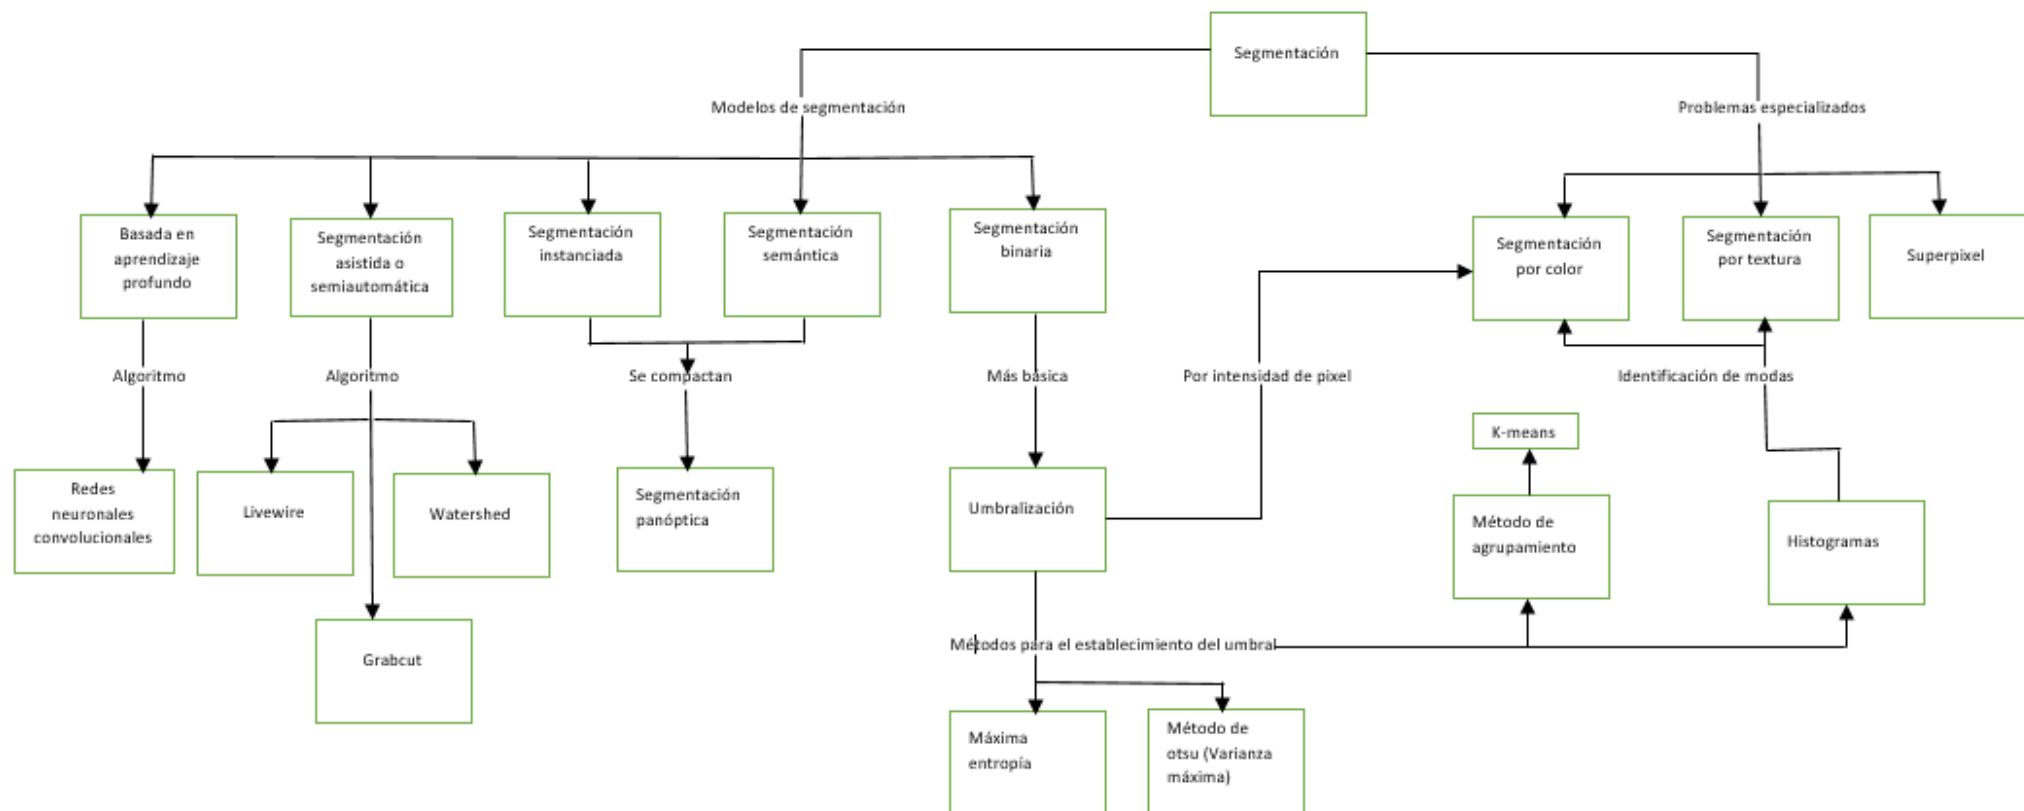 Segmentación
Modelos de segmentación
Problemas especializados
Basada en
aprendizaje
profundo
Segmentación
asistida o
semiautomática
Segmentación
instanciada
Segmentación
semántica
Segmentación
binaria
Segmentación
por color
Segmentación
por textura
Superpixel
Algoritmo
Algoritmo
Se compactan
Más básica
Por intensidad de pixel
Identificación de modas
K-means
Redes
neuronales
convolucionales
Livewire
Watershed
Segmentación
panóptica
Umbralización
Método de
agrupamiento
Histogramas
Grabcut
Métodos para el establecimiento del umbral
Máxima
entropía
Método de
otsu (Varianza
máxima)